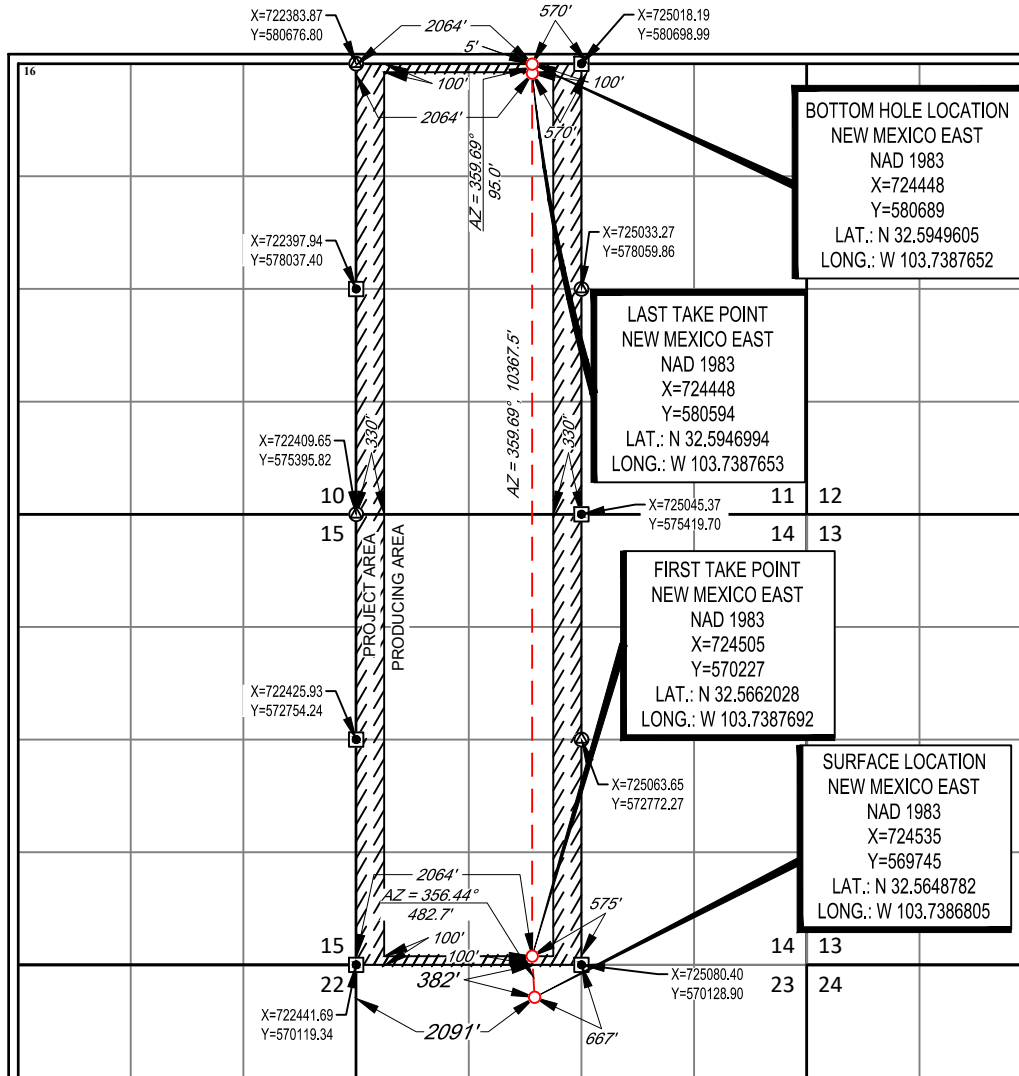 X=722383.87
Y=580676.80
2064'
5'
570'
X=725018.19
Y=580698.99
16
100'
100'
2064'
570'
AZ = 359.69°
95.0'
BOTTOM HOLE LOCATION
NEW MEXICO EAST
NAD 1983
X=724448
Y=580689
LAT.: N 32.5949605
LONG.: W 103.7387652
X=722397.94
Y=578037.40
X=725033.27
Y=578059.86
LAST TAKE POINT
NEW MEXICO EAST
NAD 1983
X=724448
Y=580594
LAT.: N 32.5946994
LONG.: W 103.7387653
AZ = 359.69°, 10367.5'
X=722409.65
Y=575395.82
330'
330'
10
11
12
X=725045.37
Y=575419.70
15
14
13
PROJECT AREA
PRODUCING AREA
FIRST TAKE POINT
NEW MEXICO EAST
NAD 1983
X=724505
Y=570227
LAT.: N 32.5662028
LONG.: W 103.7387692
X=722425.93
Y=572754.24
X=725063.65
Y=572772.27
SURFACE LOCATION
NEW MEXICO EAST
NAD 1983
X=724535
Y=569745
LAT.: N 32.5648782
LONG.: W 103.7386805
2064'
AZ = 356.44°
482.7'
575'
100'
100'
15
14
13
382'
22
23
24
X=725080.40
Y=570128.90
X=722441.69
Y=570119.34
2091'
667'